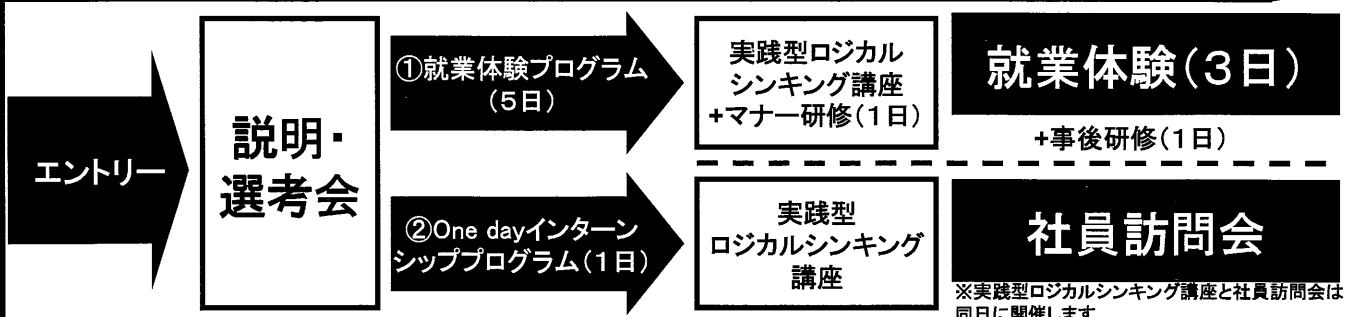 エントリー
説明・
選考会
①就業体験プログラム
(5日)
実践型ロジカル
シンキング講座
+マナー研修(1日)
就業体験(3日)
+事後研修(1日)
②One dayインターン
シッププログラム(1日)
実践型
ロジカルシンキング
講座
社員訪問会
※実践型ロジカルシンキング講座と社員訪問会は
同日に開催します